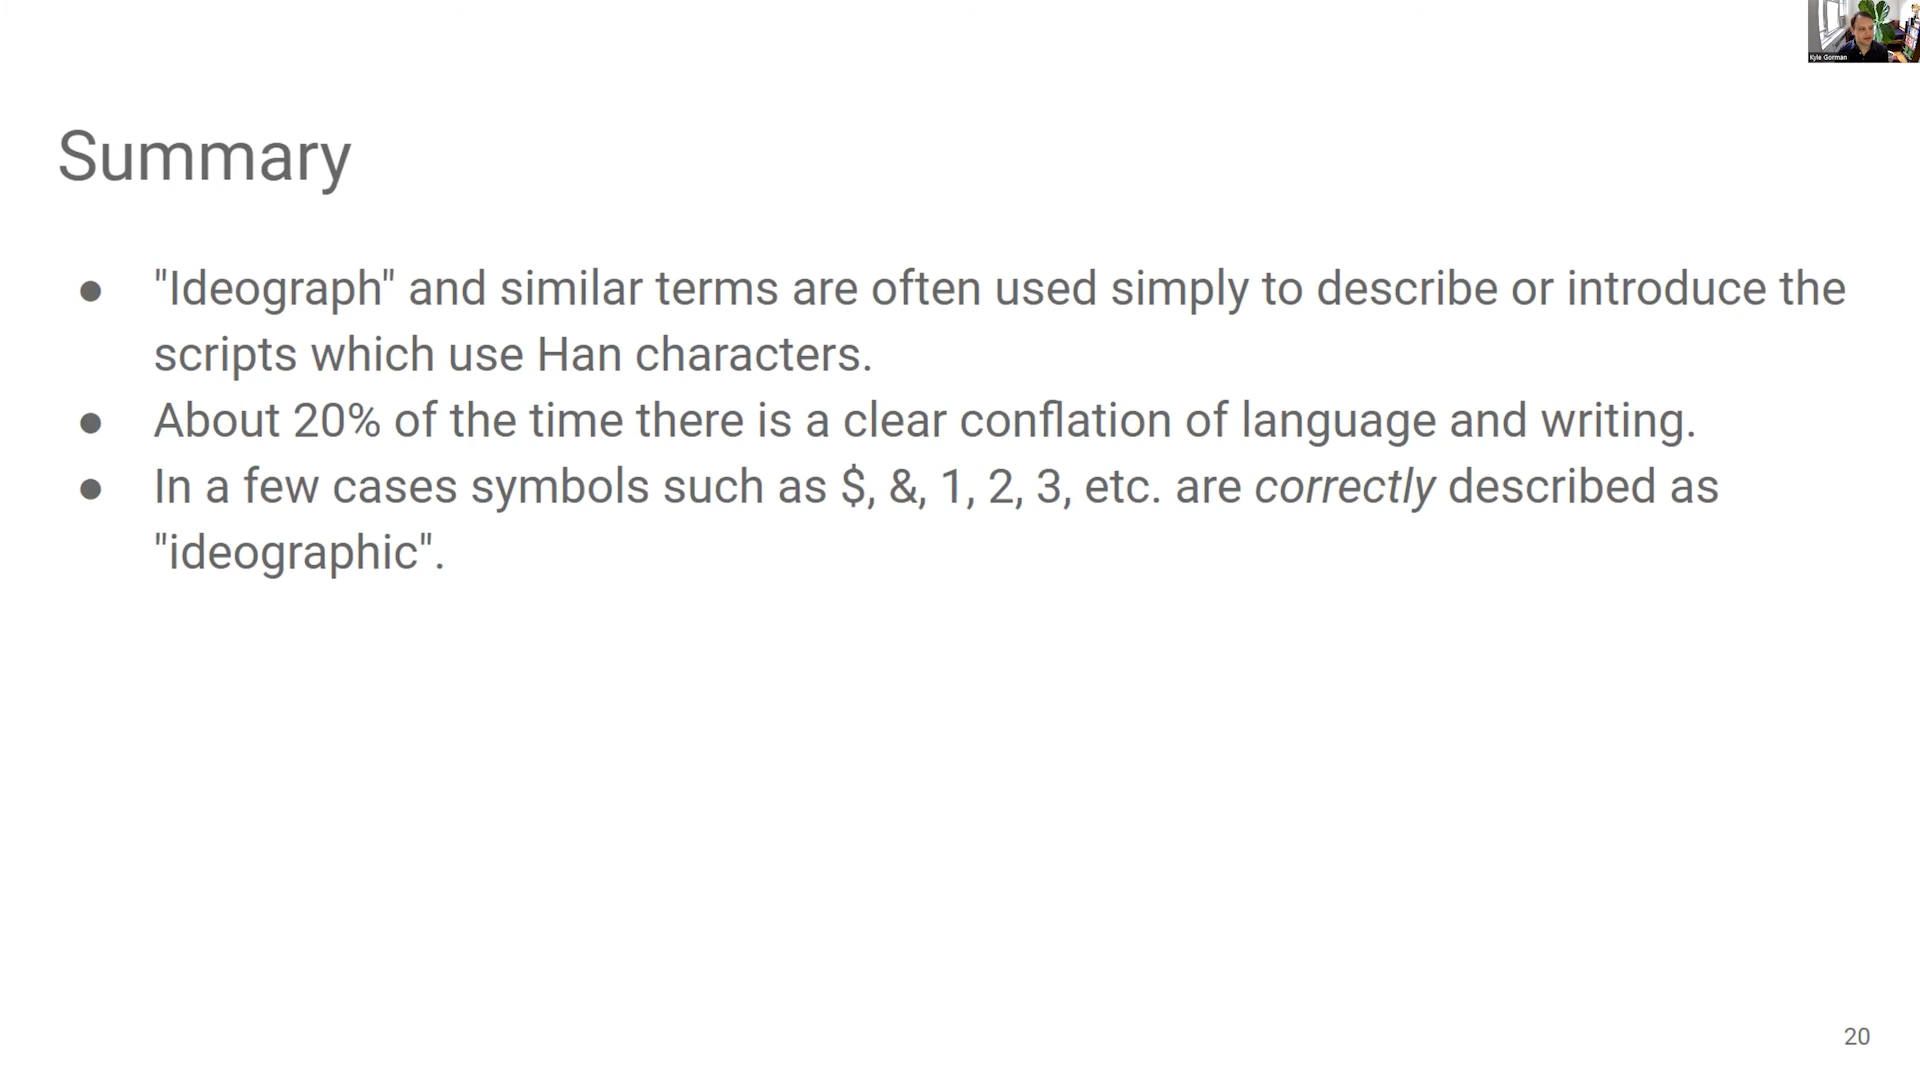 Kyle Gorman
Summary
● "Ideograph" and similar terms are often used simply to describe or introduce the
scripts which use Han characters.
● About 20% of the time there is a clear conflation of language and writing.
● In a few cases symbols such as $, &, 1, 2, 3, etc. are correctly described as
"ideographic".
20